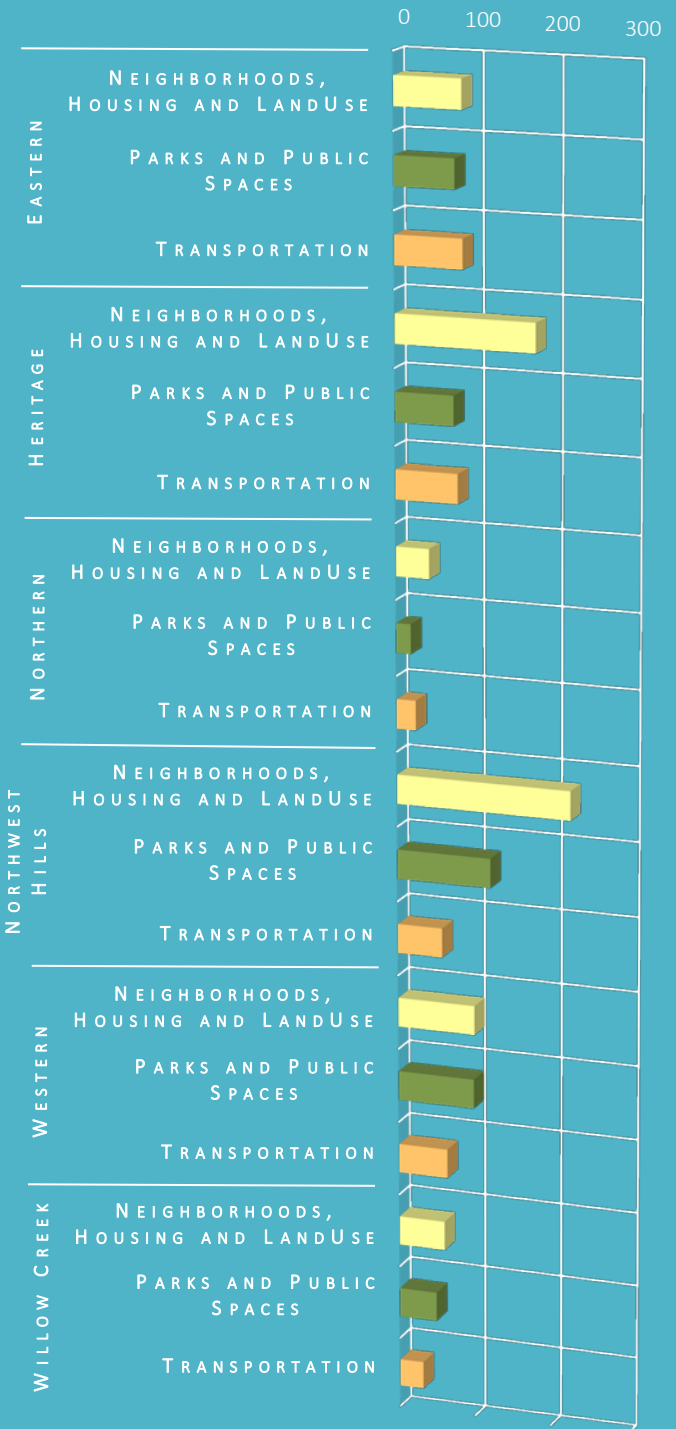 0 100 200 300
EASTERN
NEIGHBORHOODS,
HOUSING AND LANDUSE
PARKS AND PUBLIC
SPACES
TRANSPORTATION
HERITAGE
NEIGHBORHOODS,
HOUSING AND LANDUSE
PARKS AND PUBLIC
SPACES
TRANSPORTATION
NORTHERN
NEIGHBORHOODS,
HOUSING AND LANDUSE
PARKS AND PUBLIC
SPACES
TRANSPORTATION
NORTHWEST
HILLS
NEIGHBORHOODS,
HOUSING AND LANDUSE
PARKS AND PUBLIC
SPACES
TRANSPORTATION
WESTERN
NEIGHBORHOODS,
HOUSING AND LANDUSE
PARKS AND PUBLIC
SPACES
TRANSPORTATION
WILLOW CREEK
NEIGHBORHOODS,
HOUSING AND LANDUSE
PARKS AND PUBLIC
SPACES
TRANSPORTATION